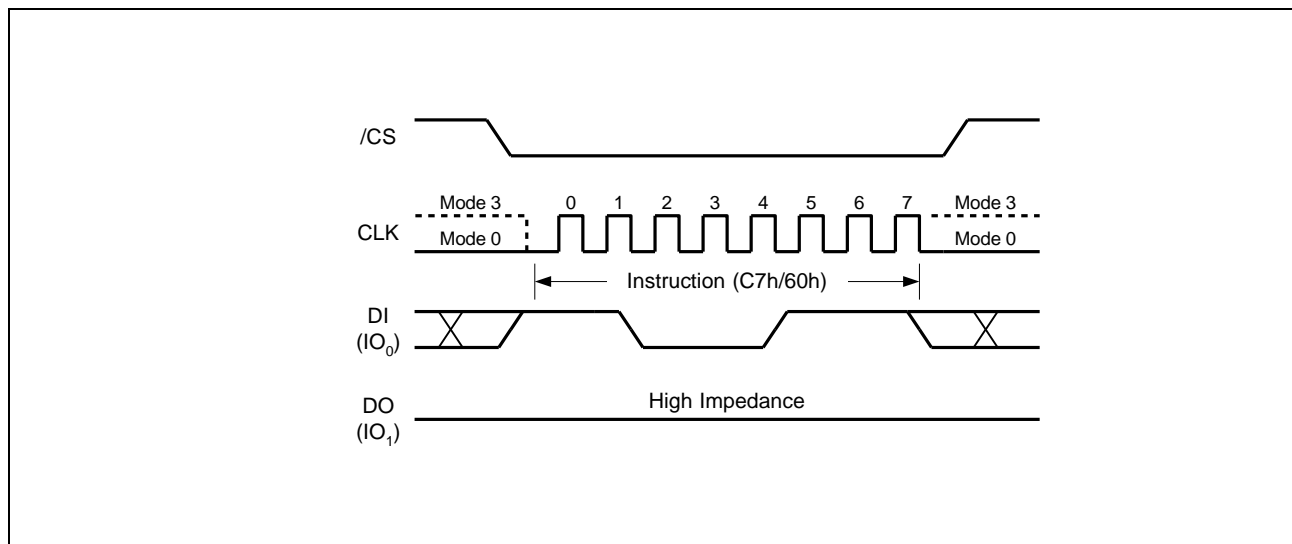 /CS
Mode 3 0 1 2 3 4 5 6 7 Mode 3
CLK
Mode 0 Mode 0
Instruction (C7h/60h)
DI
(IO₀)
High Impedance
DO
(IO₁)